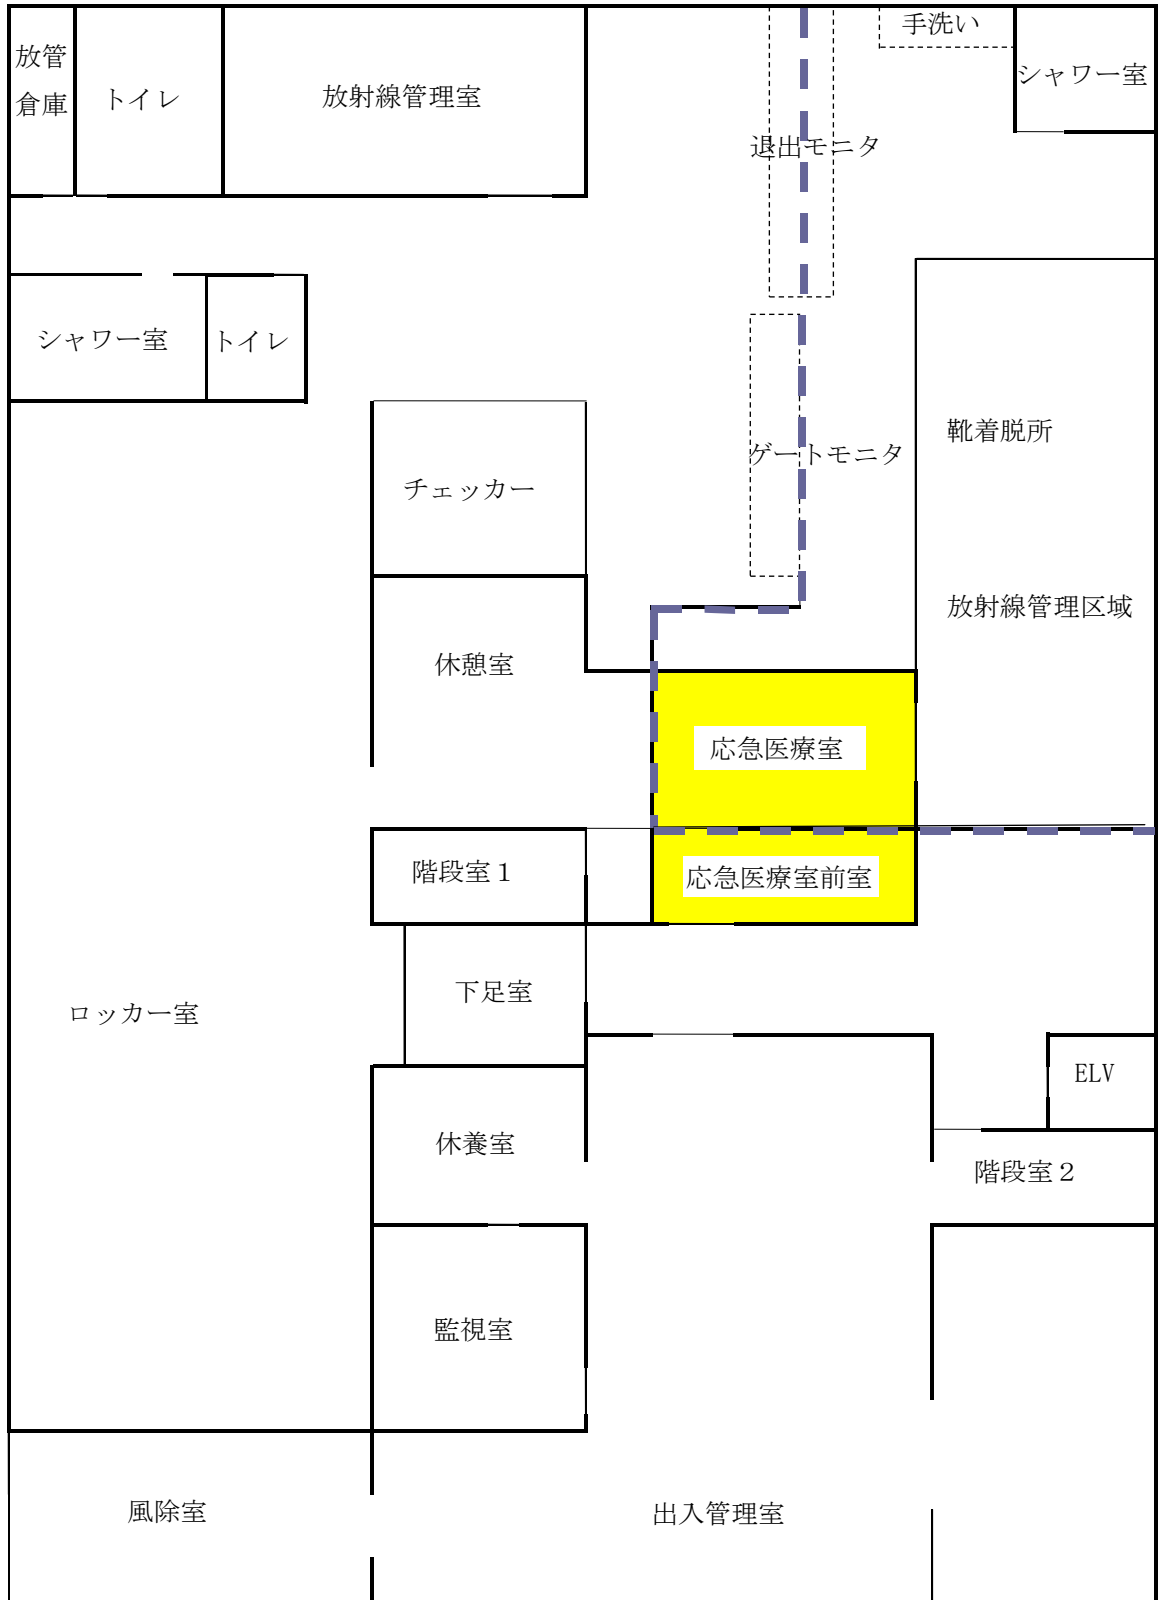 手洗い
放管
倉庫
トイレ
放射線管理室
シャワー室
退出モニタ
シャワー室
トイレ
靴着脱所
ゲートモニタ
チェッカー
放射線管理区域
休憩室
応急医療室
階段室1
応急医療室前室
下足室
ロッカー室
ELV
休養室
階段室2
監視室
風除室
出入管理室